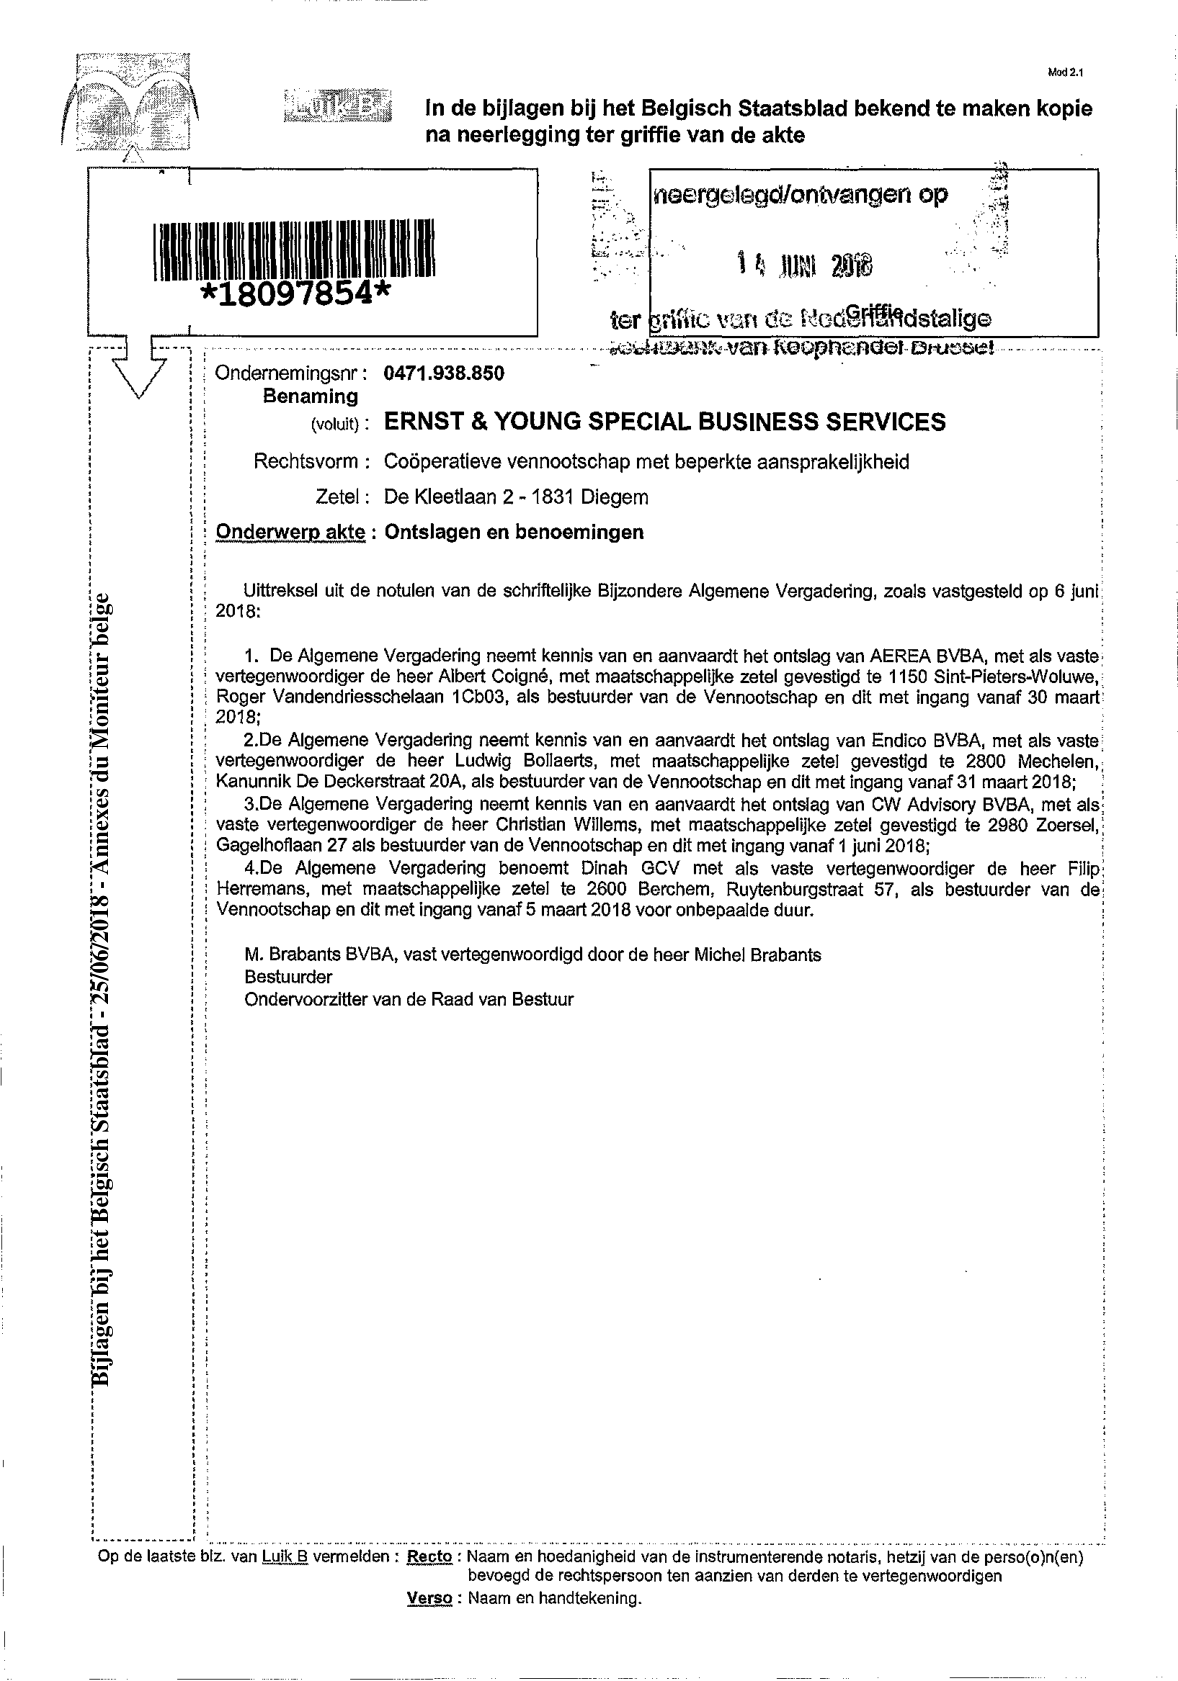 Mod 2.1
Luik B
In de bijlagen bij het Belgisch Staatsblad bekend te maken kopie
na neerlegging ter griffie van de akte
*18097854*
neergelegd/ontvangen op
14 JUNI 2018
Griffie
ter griffie van de Nederlandstalige
rechtbank van koophandel Brussel
Ondernemingsnr : 0471.938.850
Benaming
(voluit) : ERNST & YOUNG SPECIAL BUSINESS SERVICES
Rechtsvorm : Coöperatieve vennootschap met beperkte aansprakelijkheid
Zetel : De Kleetlaan 2 - 1831 Diegem
Onderwerp akte : Ontslagen en benoemingen
Uittreksel uit de notulen van de schriftelijke Bijzondere Algemene Vergadering, zoals vastgesteld op 6 juni
2018:
1. De Algemene Vergadering neemt kennis van en aanvaardt het ontslag van AEREA BVBA, met als vaste
vertegenwoordiger de heer Albert Coigné, met maatschappelijke zetel gevestigd te 1150 Sint-Pieters-Woluwe,
Roger Vandendriesschelaan 1Cb03, als bestuurder van de Vennootschap en dit met ingang vanaf 30 maart
2018;
2.De Algemene Vergadering neemt kennis van en aanvaardt het ontslag van Endico BVBA, met als vaste
vertegenwoordiger de heer Ludwig Bollaerts, met maatschappelijke zetel gevestigd te 2800 Mechelen,
Kanunnik De Deckerstraat 20A, als bestuurder van de Vennootschap en dit met ingang vanaf 31 maart 2018;
3.De Algemene Vergadering neemt kennis van en aanvaardt het ontslag van CW Advisory BVBA, met als
vaste vertegenwoordiger de heer Christian Willems, met maatschappelijke zetel gevestigd te 2980 Zoersel,
Gagelhoflaan 27 als bestuurder van de Vennootschap en dit met ingang vanaf 1 juni 2018;
4.De Algemene Vergadering benoemt Dinah GCV met als vaste vertegenwoordiger de heer Filip
Herremans, met maatschappelijke zetel te 2600 Berchem, Ruytenburgstraat 57, als bestuurder van de
Vennootschap en dit met ingang vanaf 5 maart 2018 voor onbepaalde duur.
M. Brabants BVBA, vast vertegenwoordigd door de heer Michel Brabants
Bestuurder
Ondervoorzitter van de Raad van Bestuur
Bijlagen bij het Belgisch Staatsblad - 25/06/2018 - Annexes du Moniteur belge
Op de laatste blz. van Luik B vermelden : Recto : Naam en hoedanigheid van de instrumenterende notaris, hetzij van de perso(o)n(en)
bevoegd de rechtspersoon ten aanzien van derden te vertegenwoordigen
Verso : Naam en handtekening.